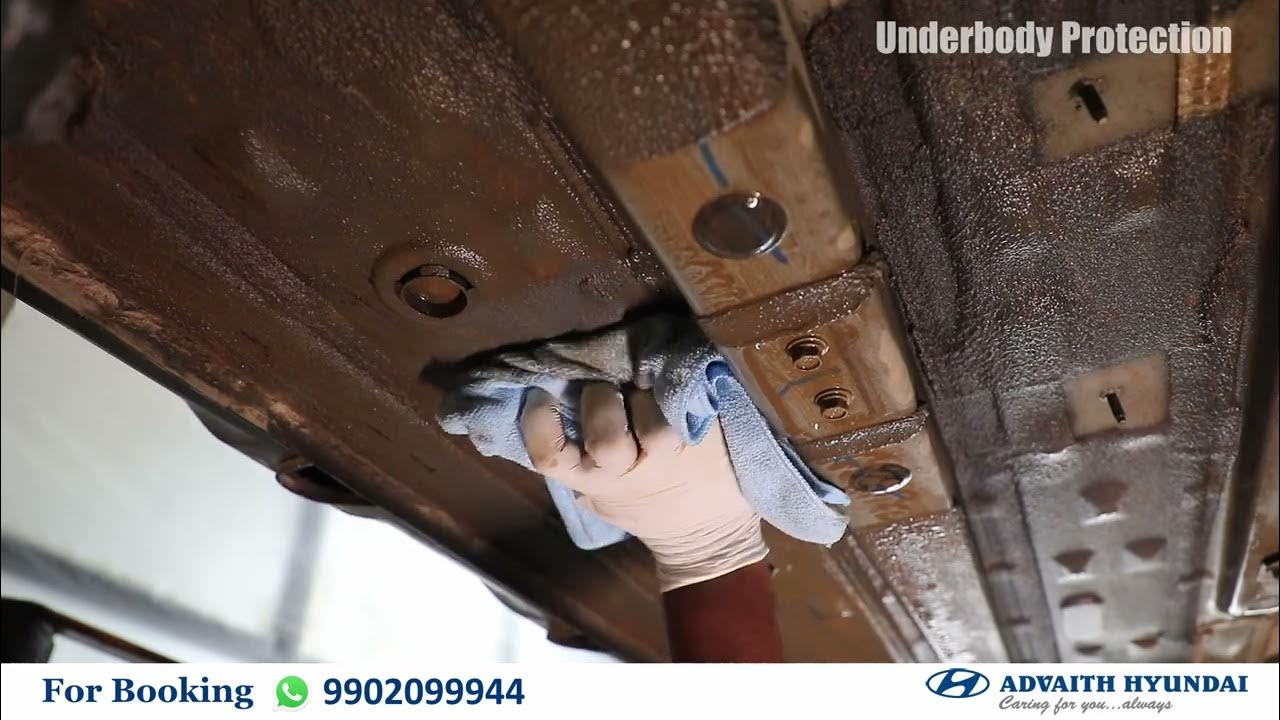 Underbody Protection
For Booking 9902099944
ADVAITH HYUNDAI
Caring for you...always